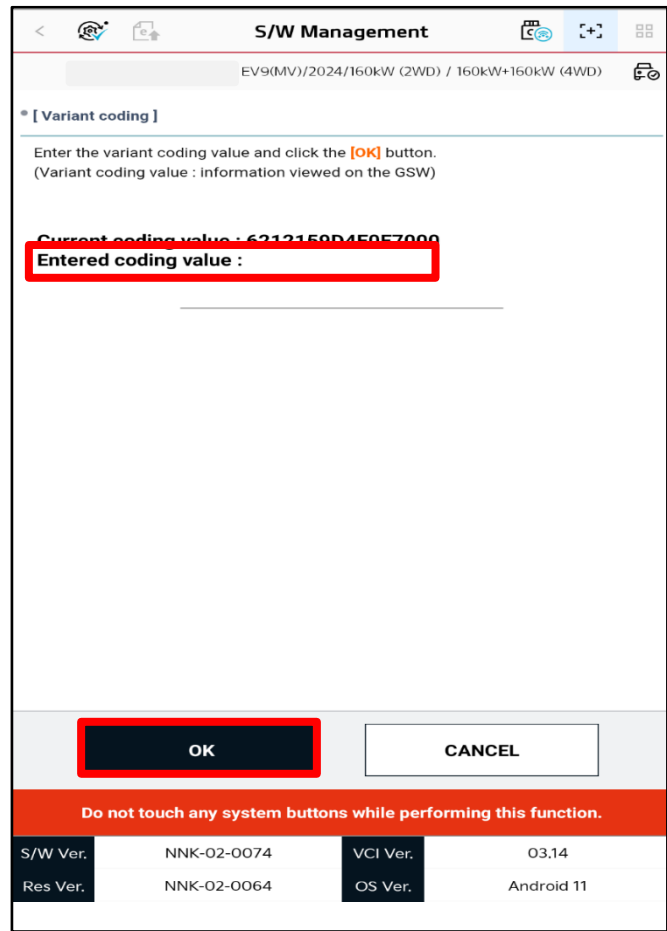 S/W Management
EV9(MV)/2024/160kW (2WD) / 160kW+160kW (4WD)
* [ Variant coding ]
Enter the variant coding value and click the [OK] button.
(Variant coding value : information viewed on the GSW)
Current coding value :
Entered coding value :
OK
CANCEL
Do not touch any system buttons while performing this function.
S/W Ver. NNK-02-0074 VCI Ver. 03.14
Res Ver. NNK-02-0064 OS Ver. Android 11